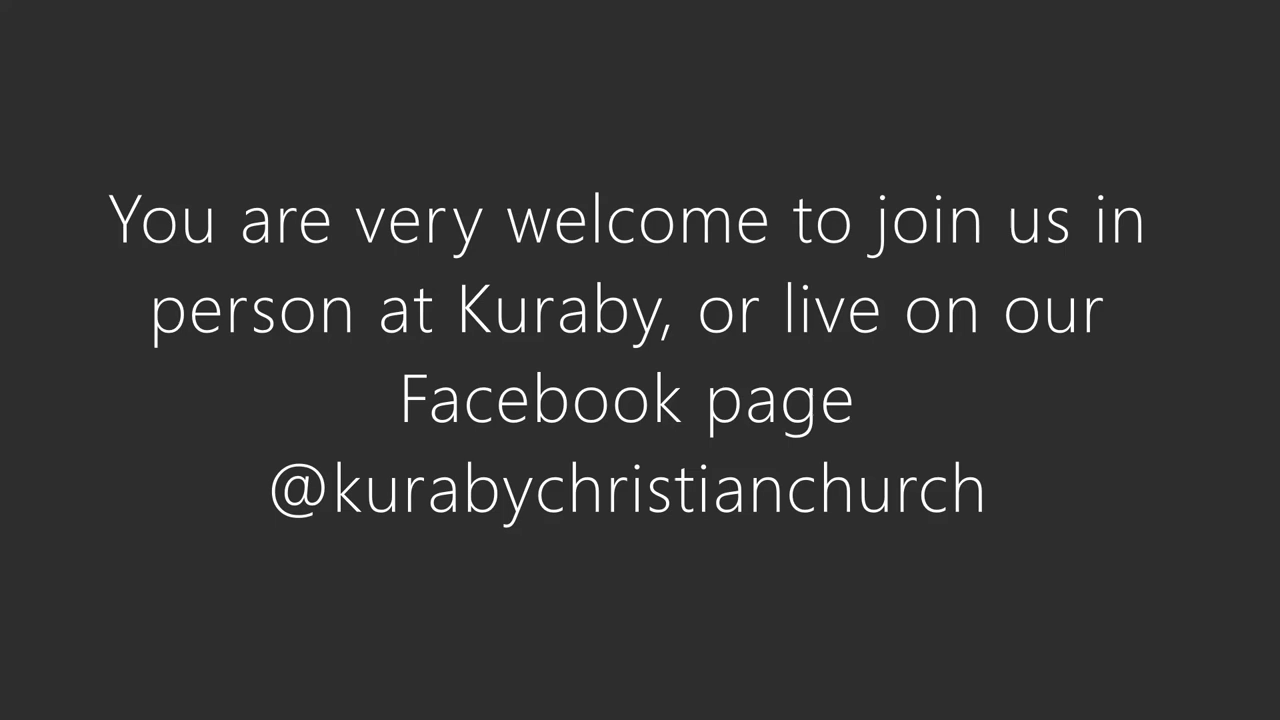 You are very welcome to join us in
person at Kuraby, or live on our
Facebook page
@kurabychristianchurch